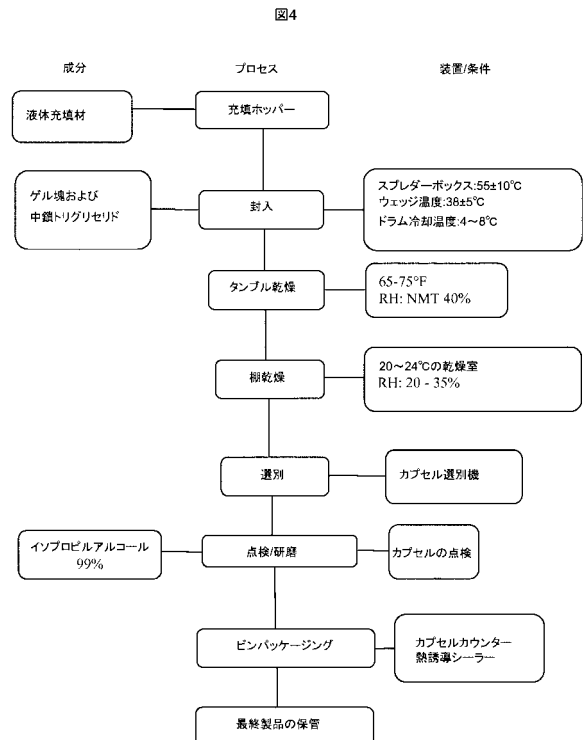 図4
成分
プロセス
装置/条件
液体充填材
充填ホッパー
ゲル塊および
中鎖トリグリセリド
封入
スプレダーボックス:55±10℃
ウェッジ温度:38±5℃
ドラム冷却温度:4～8℃
タンブル乾燥
65-75°F
RH: NMT 40%
棚乾燥
20～24℃の乾燥室
RH: 20 - 35%
選別
カプセル選別機
イソプロピルアルコール
99%
点検/研磨
カプセルの点検
ビンパッケージング
カプセルカウンター
熱誘導シーラー
最終製品の保管